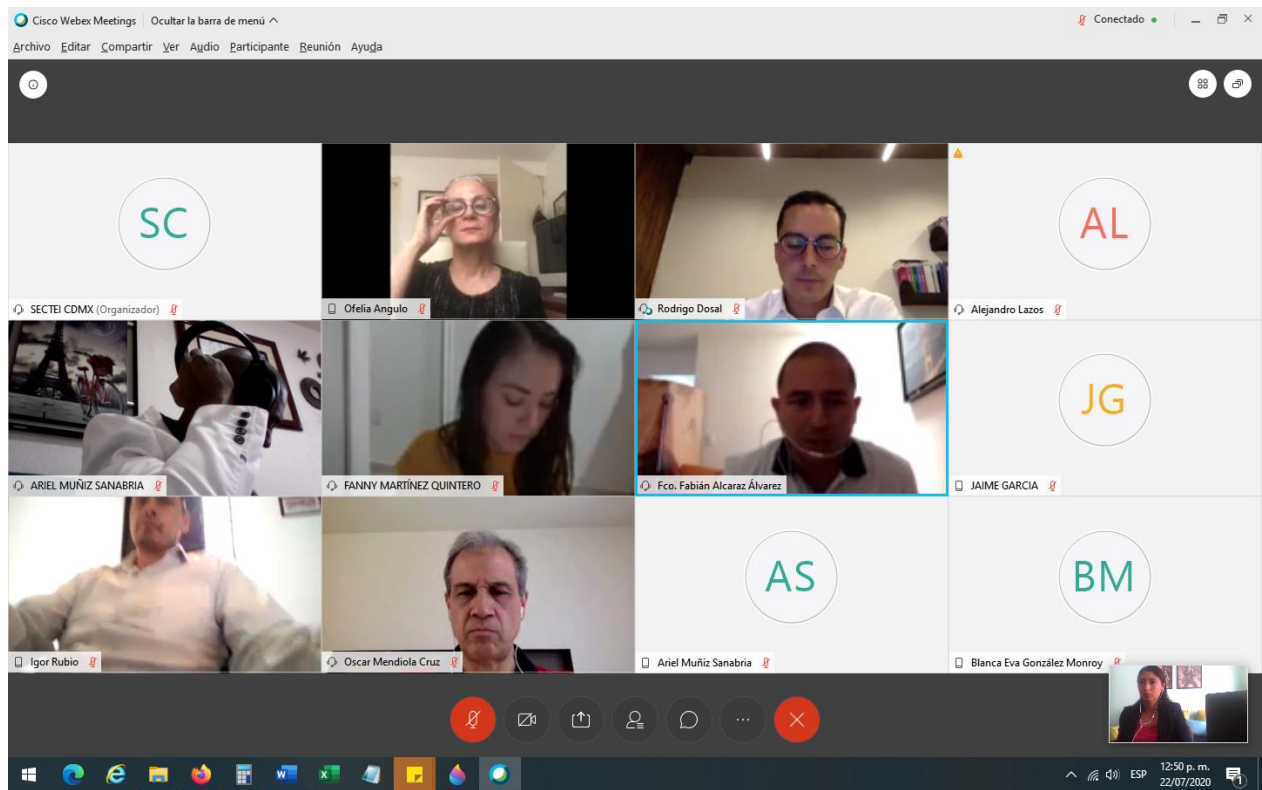 Cisco Webex Meetings Ocultar la barra de menú Conectado
Archivo Editar Compartir Ver Audio Participante Reunión Ayuda
SC
AL
SECTEI CDMX (Organizador)
Ofelia Angulo
Rodrigo Dosal
Alejandro Lazos
JG
ARIEL MUÑIZ SANABRIA
FANNY MARTÍNEZ QUINTERO
Fco. Fabián Alcaraz Álvarez
JAIME GARCIA
AS
BM
Igor Rubio
Oscar Mendiola Cruz
Ariel Muñiz Sanabria
Blanca Eva González Monroy
ESP
12:50 p. m.
22/07/2020
1